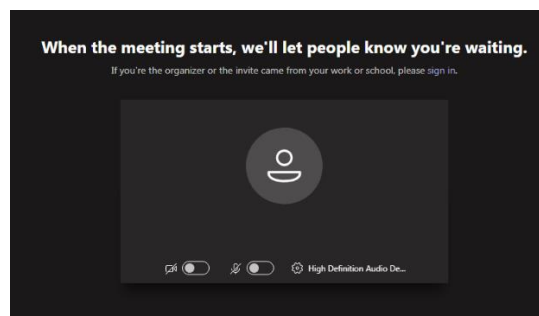 When the meeting starts, we'll let people know you're waiting.
If you're the organizer or the invite came from your work or school, please sign in.
High Definition Audio De...